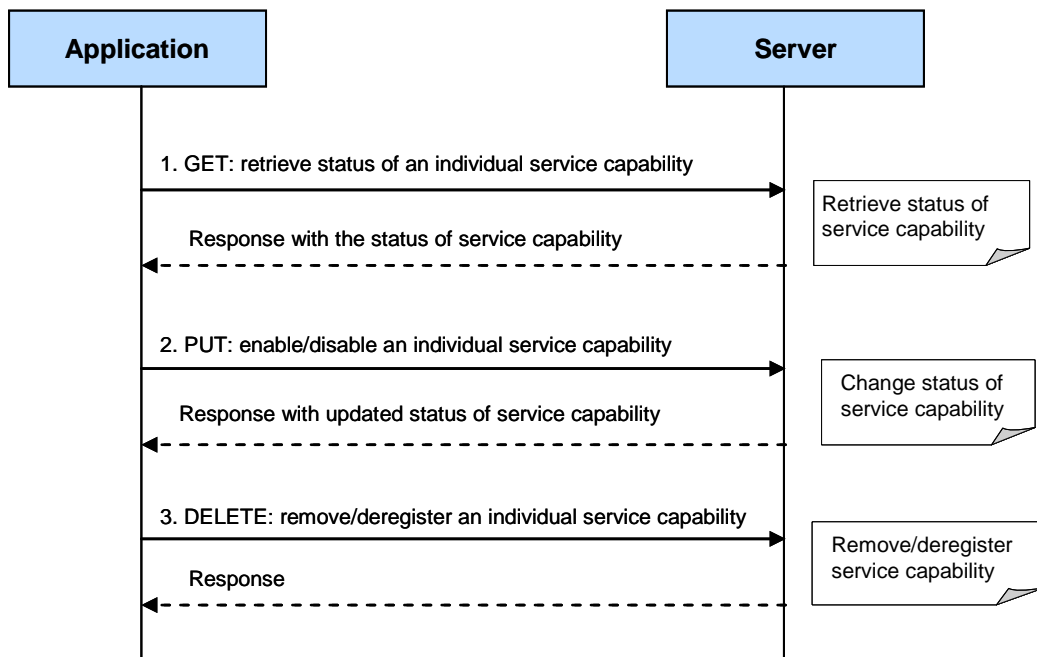 Application
Server
1. GET: retrieve status of an individual service capability
Retrieve status of
service capability
Response with the status of service capability
2. PUT: enable/disable an individual service capability
Change status of
service capability
Response with updated status of service capability
3. DELETE: remove/deregister an individual service capability
Remove/deregister
service capability
Response